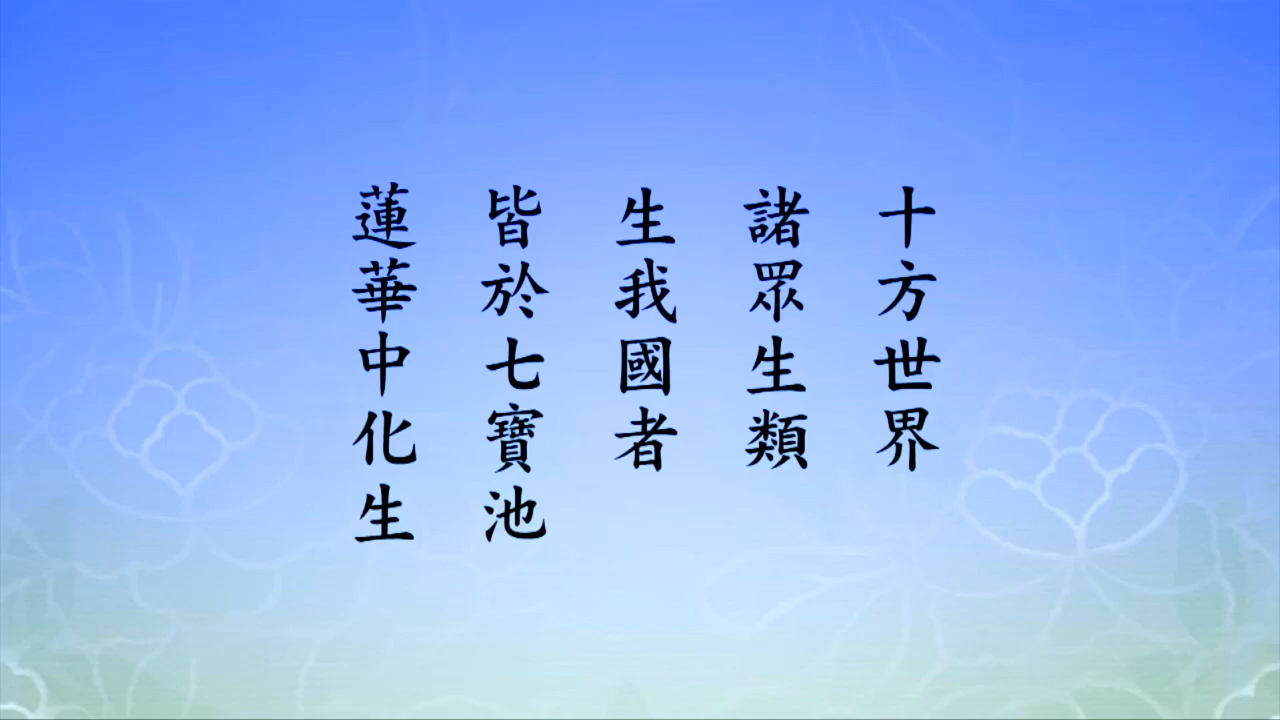 十方世界
諸眾生類
生我國者
皆於七寶池
蓮華中化生